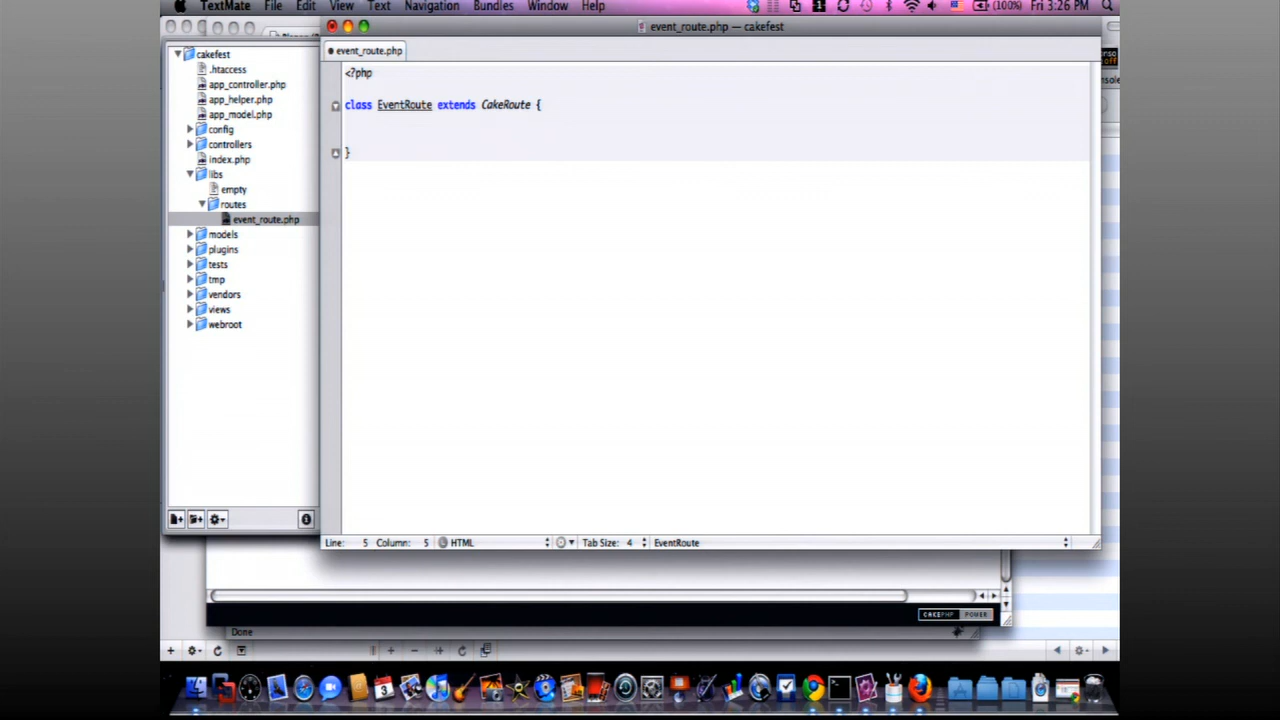 TextMate File Edit View Text Navigation Bundles Window Help
(100%) Fri 3:26 PM
event_route.php — cakefest
event_route.php
cakefest
.htaccess
app_controller.php
app_helper.php
app_model.php
config
controllers
index.php
libs
empty
routes
event_route.php
models
plugins
tests
tmp
vendors
views
webroot
<?php
class EventRoute extends CakeRoute {
}
Line: 5 Column: 5 HTML Tab Size: 4 EventRoute
CAKEPHP POWER
Done